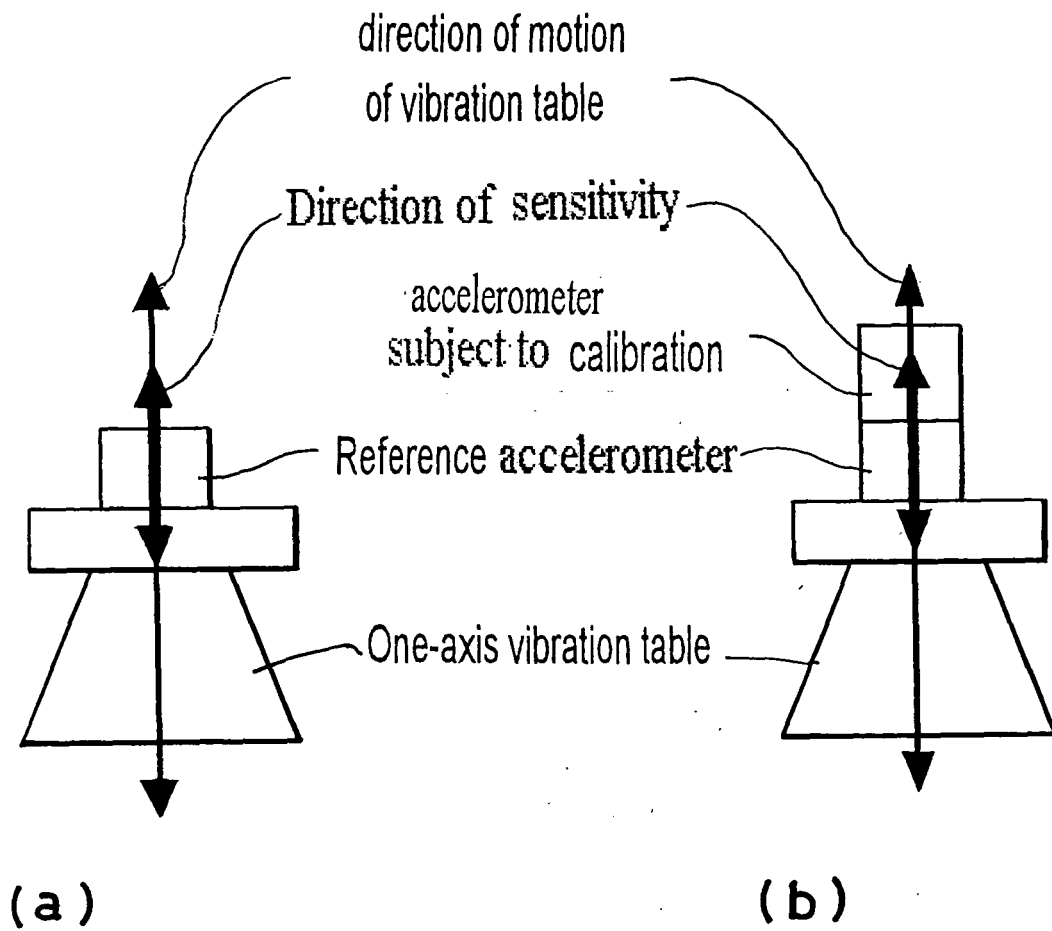 direction of motion
of vibration table
Direction of sensitivity
accelerometer
subject to calibration
Reference accelerometer
One-axis vibration table
(a)
(b)